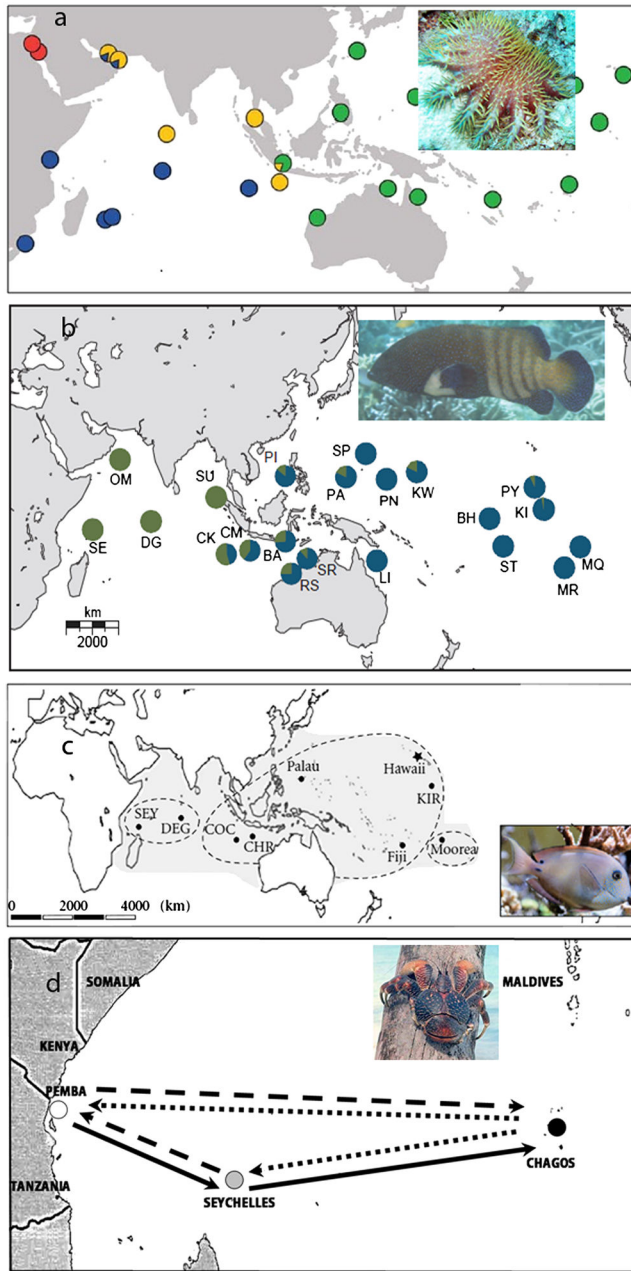 a
b
OM
SE
DG
SU
CK
CM
BA
PI
SP
PA
PN
KW
RS
SR
LI
BH
PY
KI
ST
MR
MQ
km
2000
c
SEY
DEG
COC
CHR
Palau
Hawaii
KIR
Fiji
Moorea
0 1000 2000 4000 (km)
d
SOMALIA
MALDIVES
KENYA
PEMBA
TANZANIA
SEYCHELLES
CHAGOS